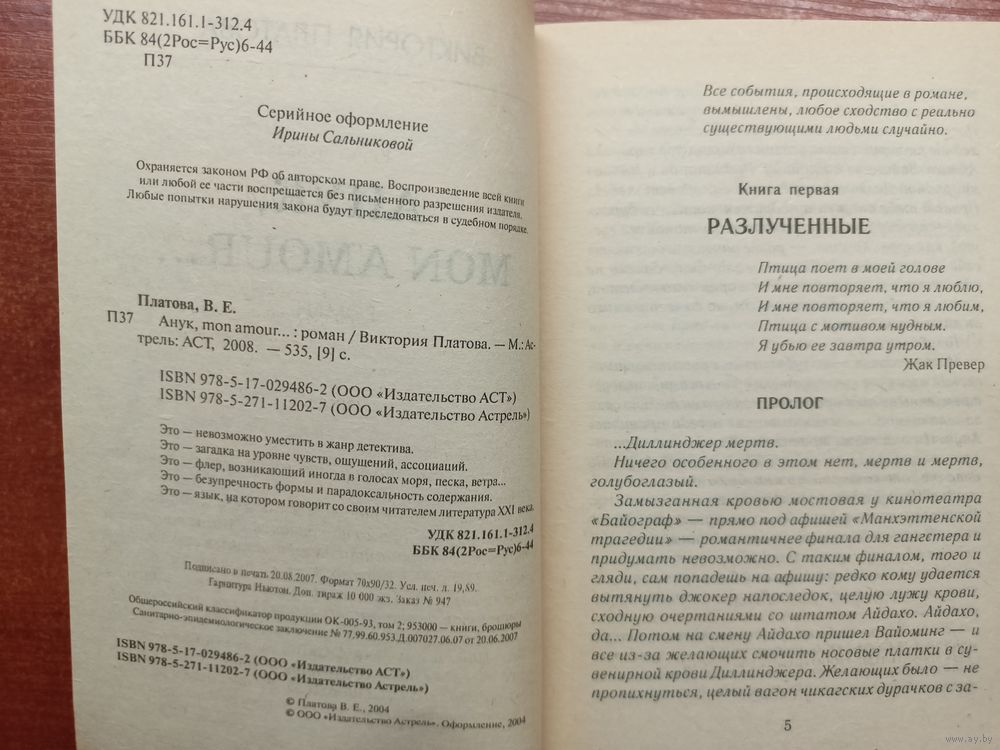 УДК 821.161.1-312.4
ББК 84(2Рос=Рус)6-44
П37
Серийное оформление
Ирины Сальниковой
Охраняется законом РФ об авторском праве. Воспроизведение всей книги
или любой ее части воспрещается без письменного разрешения издателя.
Любые попытки нарушения закона будут преследоваться в судебном порядке.
Платова, В. Е.
П37 Анук, mon amour... : роман / Виктория Платова. — М.: Ас-
трель: АСТ, 2008. — 535, [9] с.
ISBN 978-5-17-029486-2 (ООО «Издательство АСТ»)
ISBN 978-5-271-11202-7 (ООО «Издательство Астрель»)
Это — невозможно уместить в жанр детектива.
Это — загадка на уровне чувств, ощущений, ассоциаций.
Это — флер, возникающий иногда в голосах моря, песка, ветра...
Это — безупречность формы и парадоксальность содержания.
Это — язык, на котором говорит со своим читателем литература XXI века.
УДК 821.161.1-312.4
ББК 84(2Рос=Рус)6-44
Подписано в печать 20.08.2007. Формат 70х90/32. Усл. печ. л. 19,89.
Гарнитура Ньютон. Доп. тираж 10 000 экз. Заказ № 947
Общероссийский классификатор продукции ОК-005-93, том 2; 953000 — книги, брошюры
Санитарно-эпидемиологическое заключение № 77.99.60.953.Д.007027.06.07 от 20.06.2007
ISBN 978-5-17-029486-2 (ООО «Издательство АСТ»)
ISBN 978-5-271-11202-7 (ООО «Издательство Астрель»)
© Платова В. Е., 2004
© ООО «Издательство Астрель». Оформление, 2004
Все события, происходящие в романе,
вымышлены, любое сходство с реально
существующими людьми случайно.
Книга первая
РАЗЛУЧЕННЫЕ
Птица поет в моей голове
И мне повторяет, что я люблю,
И мне повторяет, что я любим,
Птица с мотивом нудным.
Я убью ее завтра утром.
Жак Превер
ПРОЛОГ
...Диллинджер мертв.
Ничего особенного в этом нет, мертв и мертв,
голубоглазый.
Замызганная кровью мостовая у кинотеатра
«Байограф» — прямо под афишей «Манхэттенской
трагедии» — романтичнее финала для гангстера и
придумать невозможно. С таким финалом, того и
гляди, сам попадешь на афишу: редко кому удается
вытянуть джокер напоследок, целую лужу крови,
сходную очертаниями со штатом Айдахо. Айдахо,
да... Потом на смену Айдахо пришел Вайоминг — и
все из-за желающих смочить носовые платки в су-
венирной крови Диллинджера. Желающих было — не
пропихнуться, целый вагон чикагских дурачков с за-
5
www.ay.by